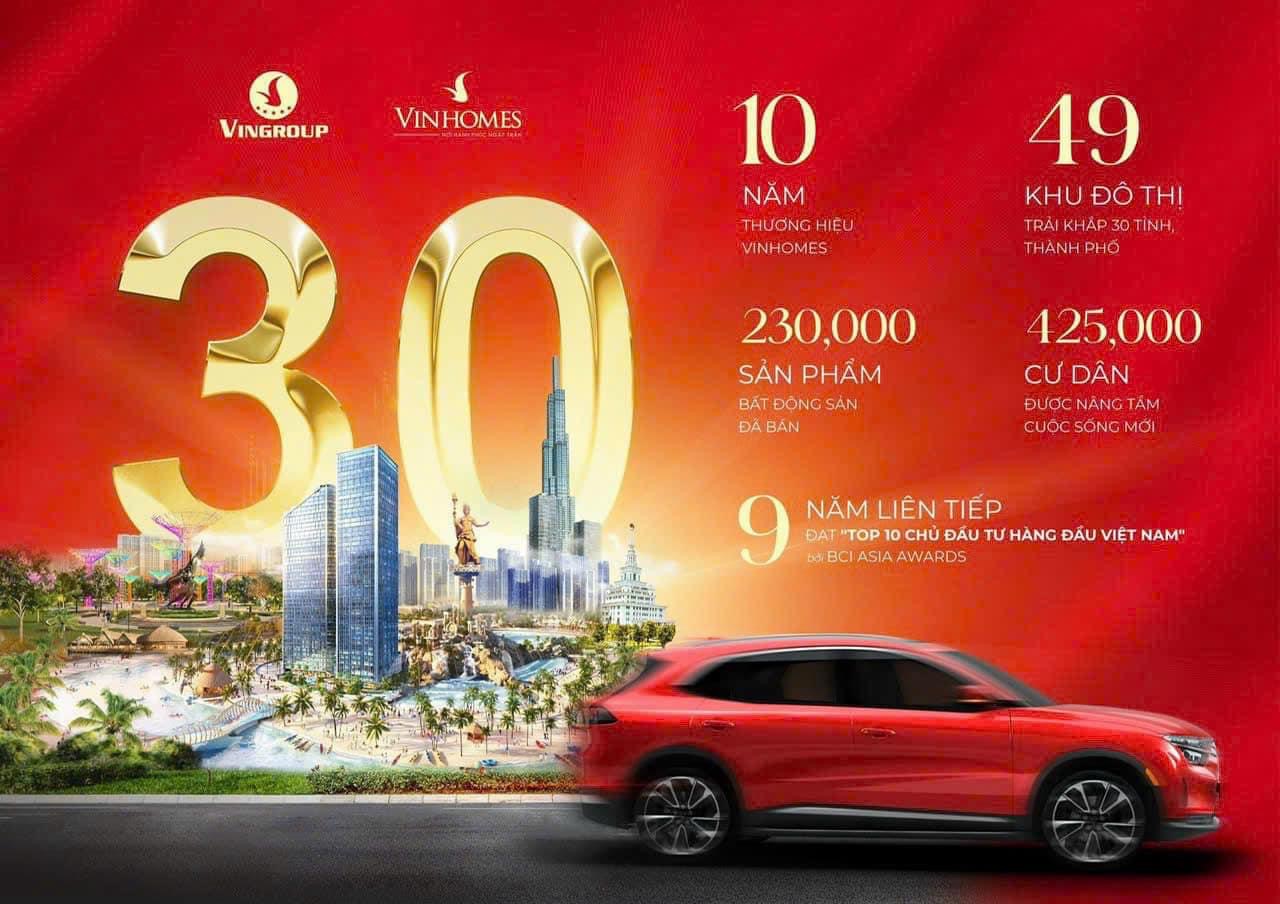 VINGROUP
VINHOMES
NƠI HẠNH PHÚC NGẬP TRÀN
30
10
NĂM
THƯƠNG HIỆU
VINHOMES
49
KHU ĐÔ THỊ
TRẢI KHẮP 30 TỈNH,
THÀNH PHỐ
230,000
SẢN PHẨM
BẤT ĐỘNG SẢN
ĐÃ BÁN
425,000
CƯ DÂN
ĐƯỢC NÂNG TẦM
CUỘC SỐNG MỚI
9
NĂM LIÊN TIẾP
ĐẠT "TOP 10 CHỦ ĐẦU TƯ HÀNG ĐẦU VIỆT NAM"
bởi BCI ASIA AWARDS